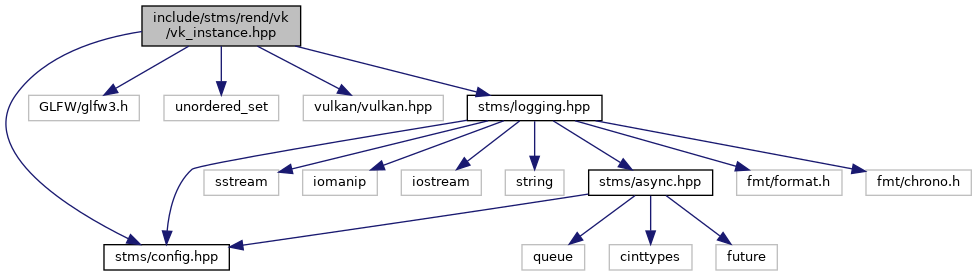 include/stms/rend/vk
/vk_instance.hpp
GLFW/glfw3.h
unordered_set
vulkan/vulkan.hpp
stms/logging.hpp
sstream
iomanip
iostream
string
stms/async.hpp
fmt/format.h
fmt/chrono.h
stms/config.hpp
queue
cinttypes
future